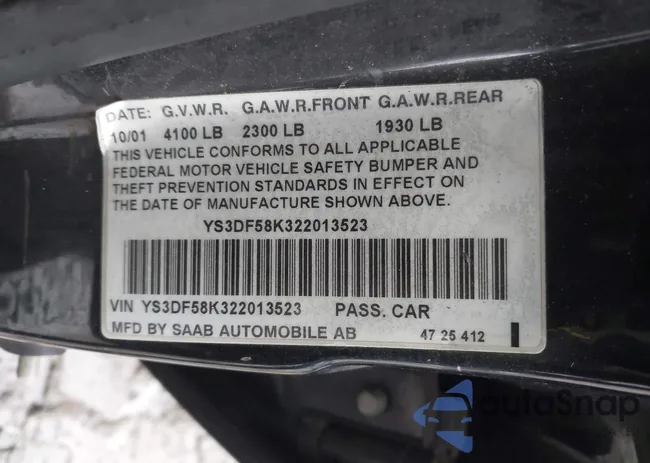 DATE: G.V.W.R. G.A.W.R.FRONT G.A.W.R.REAR
10/01 4100 LB 2300 LB 1930 LB
THIS VEHICLE CONFORMS TO ALL APPLICABLE
FEDERAL MOTOR VEHICLE SAFETY BUMPER AND
THEFT PREVENTION STANDARDS IN EFFECT ON
THE DATE OF MANUFACTURE SHOWN ABOVE.
YS3DF58K322013523
VIN YS3DF58K322013523 PASS. CAR
MFD BY SAAB AUTOMOBILE AB 47 25 412
autoSnap